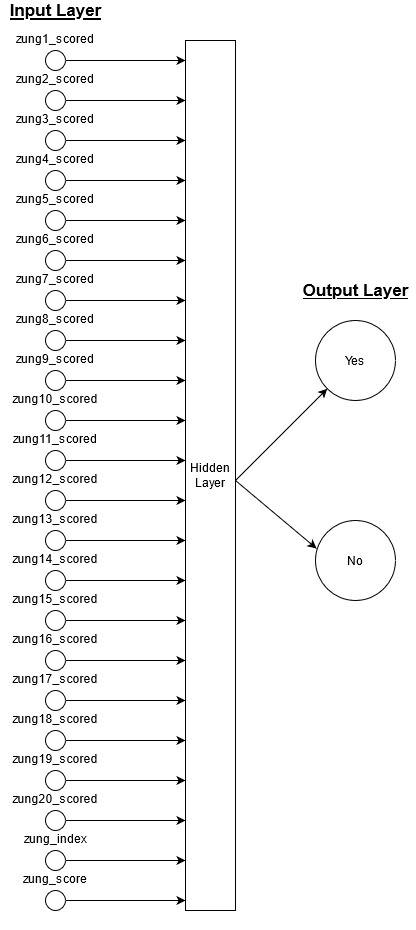 Input Layer
zung1_scored
zung2_scored
zung3_scored
zung4_scored
zung5_scored
zung6_scored
zung7_scored
zung8_scored
zung9_scored
zung10_scored
zung11_scored
zung12_scored
zung13_scored
zung14_scored
zung15_scored
zung16_scored
zung17_scored
zung18_scored
zung19_scored
zung20_scored
zung_index
zung_score
Hidden
Layer
Output Layer
Yes
No